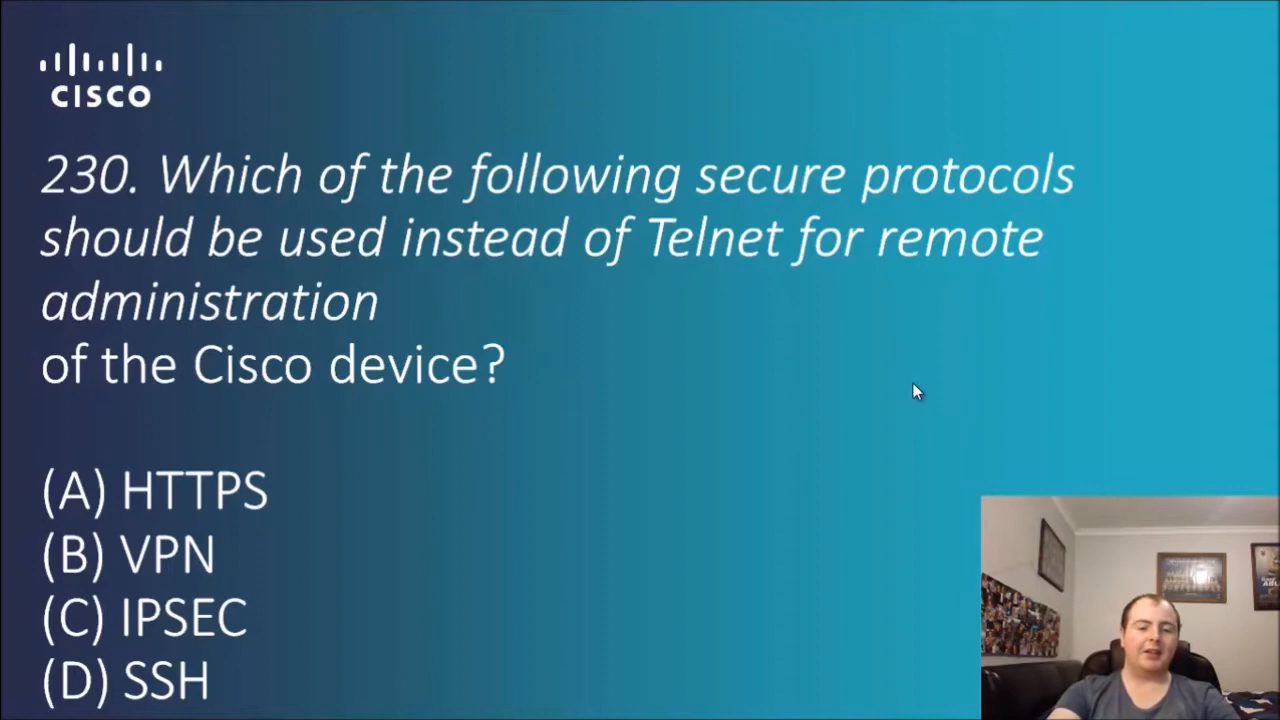 CISCO
230. Which of the following secure protocols
should be used instead of Telnet for remote
administration
of the Cisco device?
(A) HTTPS
(B) VPN
(C) IPSEC
(D) SSH